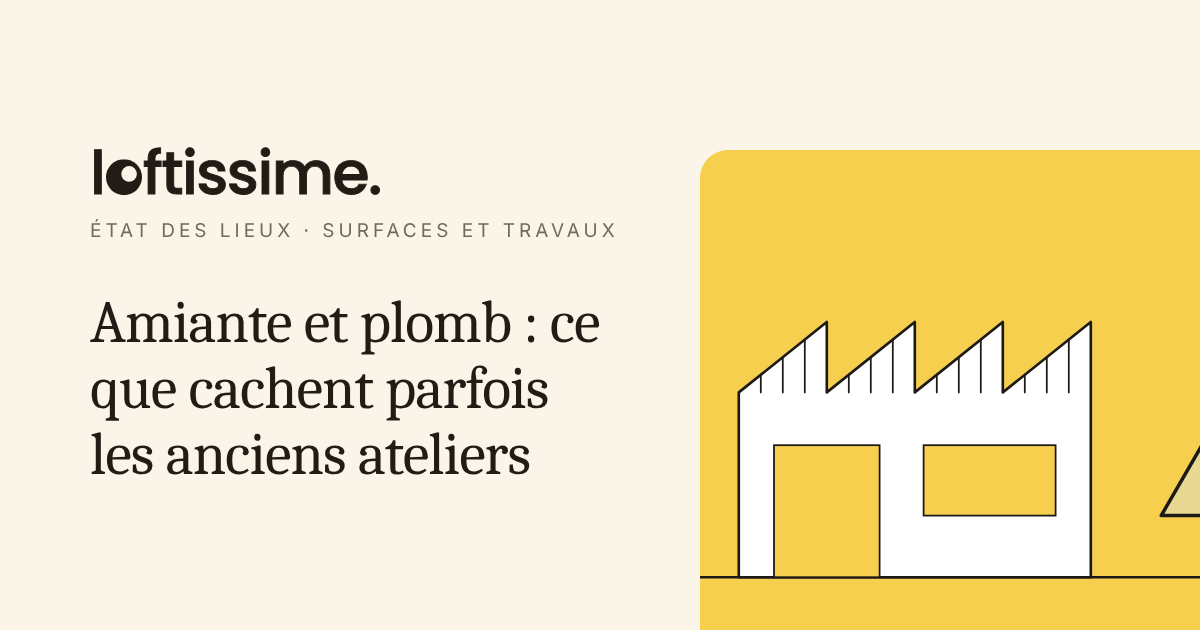 loftissime.
ÉTAT DES LIEUX · SURFACES ET TRAVAUX
Amiante et plomb : ce
que cachent parfois
les anciens ateliers